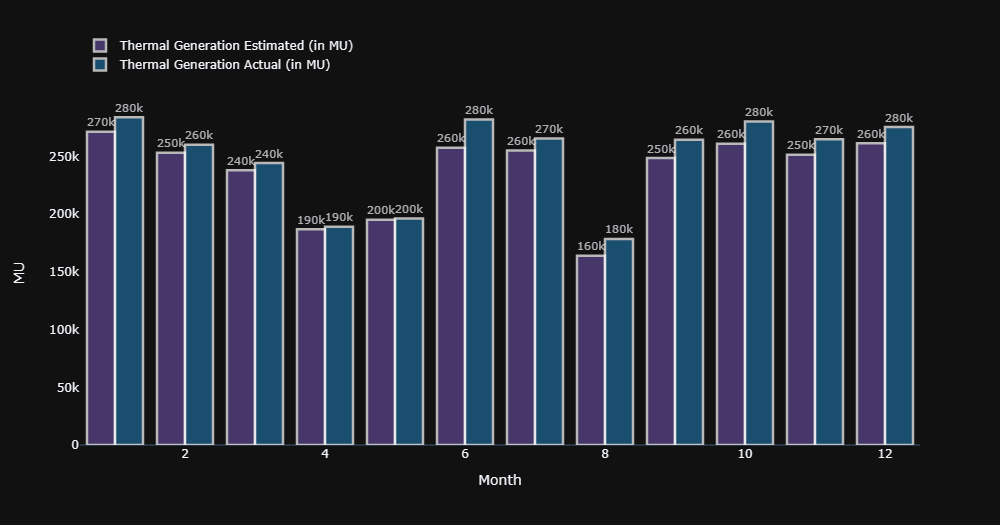 Thermal Generation Estimated (in MU)
Thermal Generation Actual (in MU)
270k 280k 250k 260k 240k 240k 190k 190k 200k 200k 260k 280k 260k 270k 160k 180k 250k 260k 260k 280k 250k 270k 260k 280k
250k
200k
150k
100k
50k
0
MU
2 4 6 8 10 12
Month